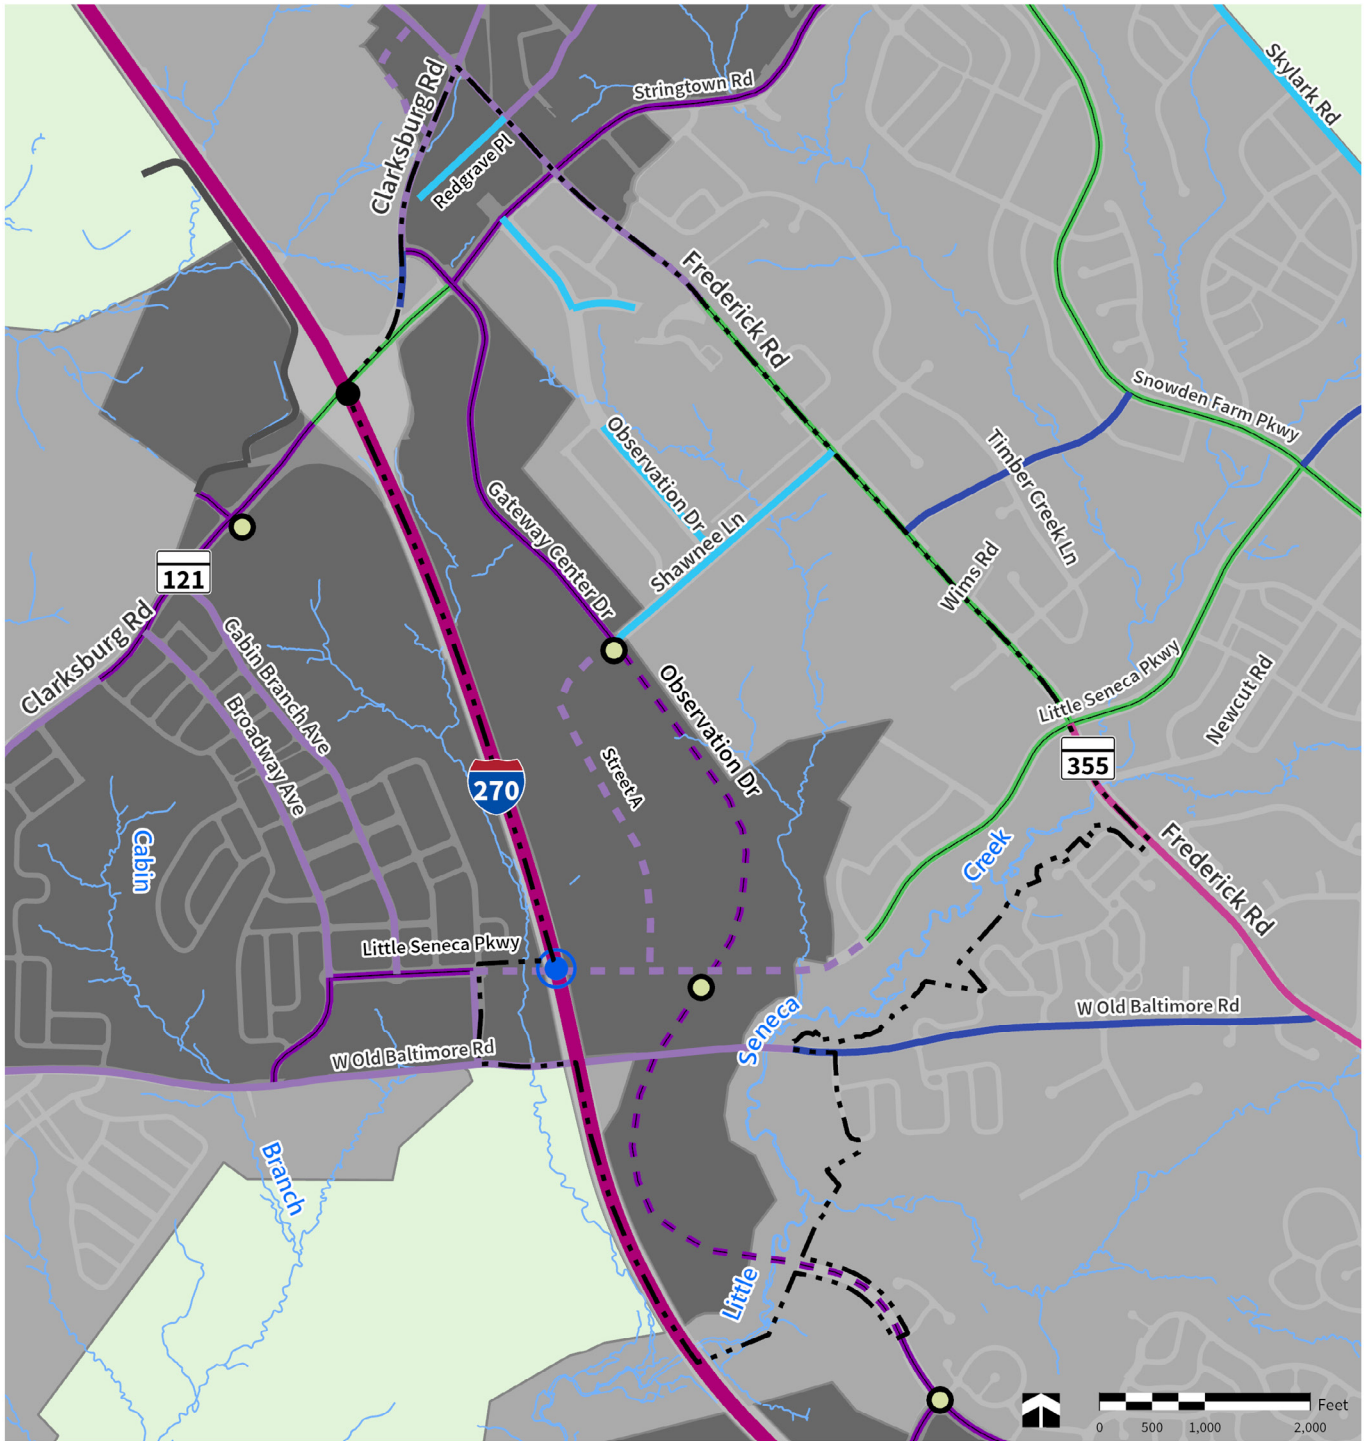 Skylark Rd
Stringtown Rd
Clarksburg Rd
Redgrave Pl
Frederick Rd
Snowden Farm Pkwy
Observation Dr
Timber Creek Ln
Gateway Center Dr
Shawnee Ln
121
Wims Rd
Clarksburg Rd
Cabin Branch Ave
Little Seneca Pkwy
Newcut Rd
Observation Dr
Broadway Ave
Street A
355
270
Cabin
Creek
Frederick Rd
Little Seneca Pkwy
W Old Baltimore Rd
Seneca
W Old Baltimore Rd
Branch
Little
Feet
0 500 1,000 2,000